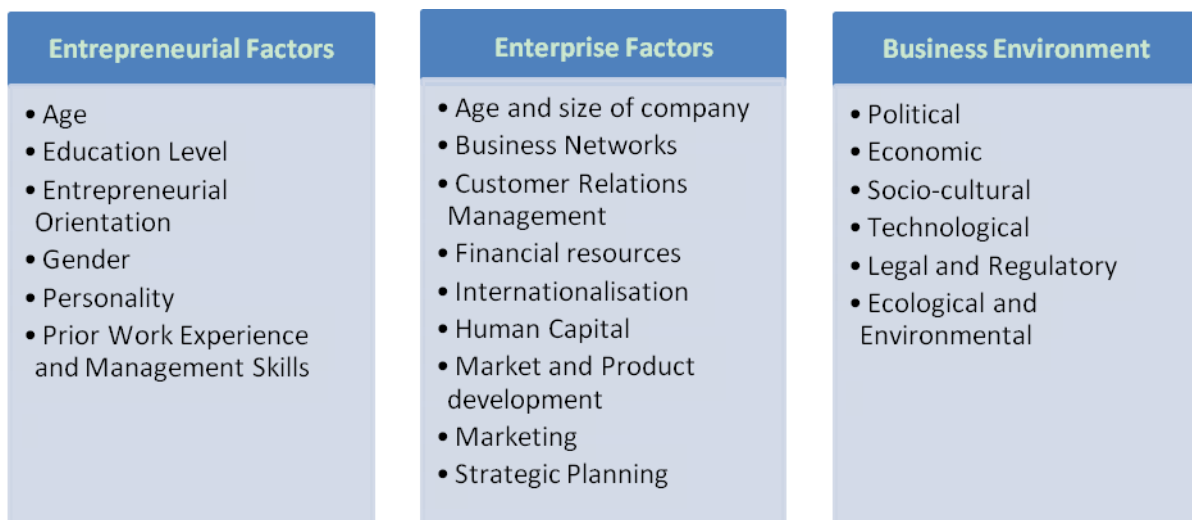 Entrepreneurial Factors
• Age
• Education Level
• Entrepreneurial
Orientation
• Gender
• Personality
• Prior Work Experience
and Management Skills
Enterprise Factors
• Age and size of company
• Business Networks
• Customer Relations
Management
• Financial resources
• Internationalisation
• Human Capital
• Market and Product
development
• Marketing
• Strategic Planning
Business Environment
• Political
• Economic
• Socio-cultural
• Technological
• Legal and Regulatory
• Ecological and
Environmental